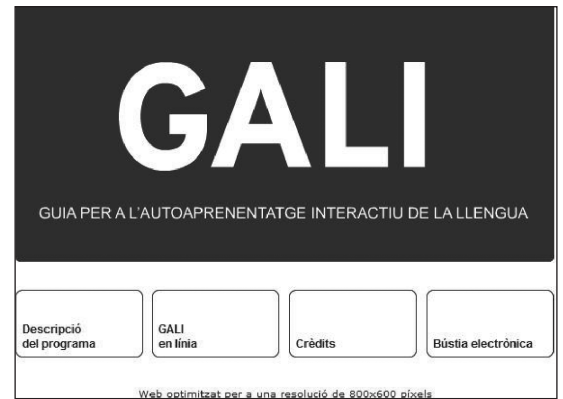 GALI
GUIA PER A L'AUTOAPRENENTATGE INTERACTIU DE LA LLENGUA
Descripció
del programa
GALI
en línia
Crèdits
Bústia electrònica
Web optimitzat per a una resolució de 800x600 píxels